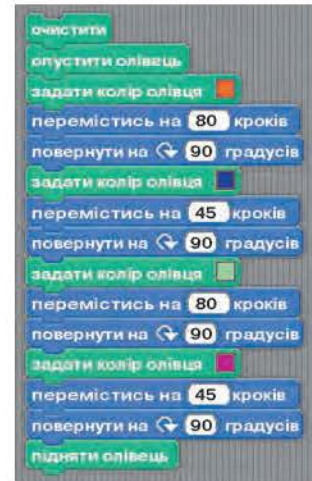 очистити
опустити олівець
задати колір олівця
перемістись на 80 кроків
повернути на 90 градусів
задати колір олівця
перемістись на 45 кроків
повернути на 90 градусів
задати колір олівця
перемістись на 80 кроків
повернути на 90 градусів
задати колір олівця
перемістись на 45 кроків
повернути на 90 градусів
підняти олівець